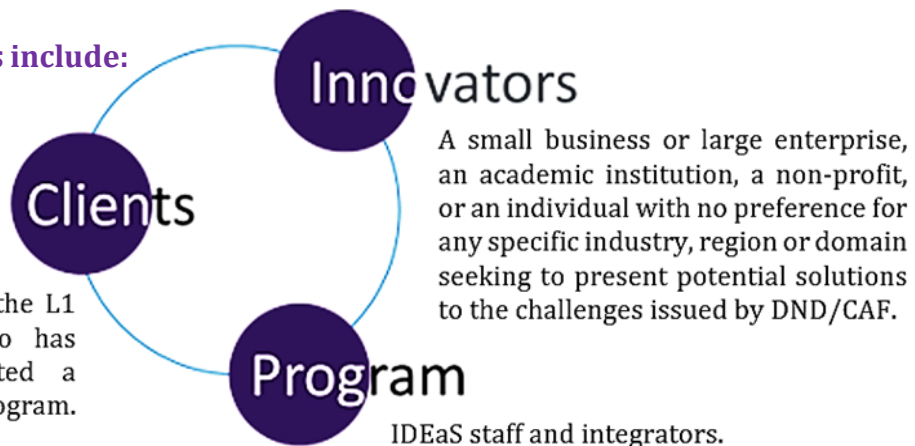 s include:
Innovators
A small business or large enterprise,
an academic institution, a non-profit,
or an individual with no preference for
any specific industry, region or domain
seeking to present potential solutions
to the challenges issued by DND/CAF.
Clients
the L1
o has
ted a
ogram.
Program
IDEaS staff and integrators.